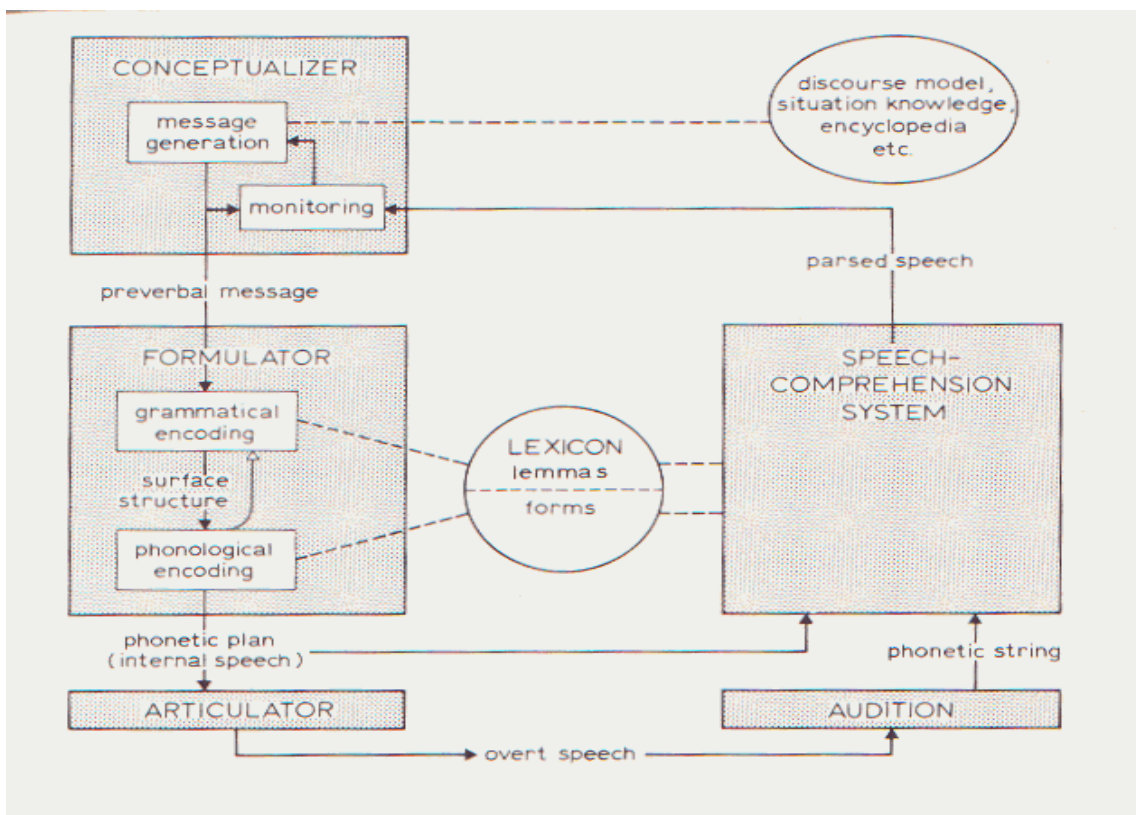 CONCEPTUALIZER
message
generation
monitoring
discourse model,
situation knowledge,
encyclopedia
etc.
parsed speech
preverbal message
FORMULATOR
grammatical
encoding
surface
structure
phonological
encoding
LEXICON
lemmas
forms
SPEECH-
COMPREHENSION
SYSTEM
phonetic plan
(internal speech)
phonetic string
ARTICULATOR
AUDITION
overt speech